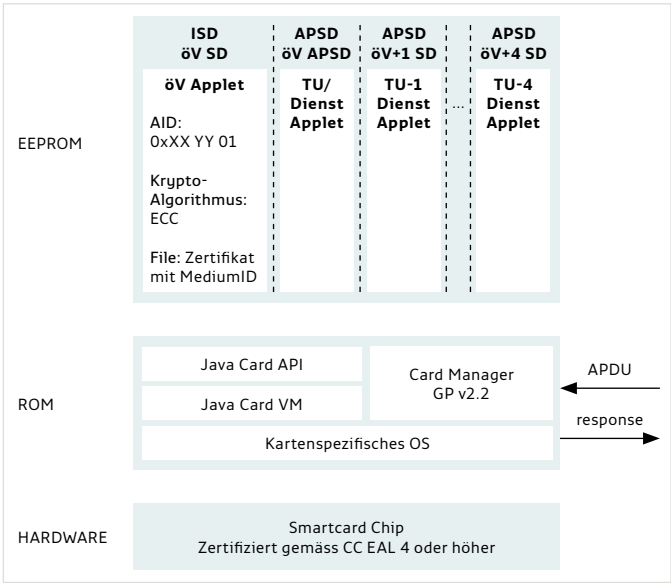 ISD
öV SD
APSD
öV APSD
APSD
öV+1 SD
APSD
öV+4 SD
EEPROM
öV Applet
AID:
0xXX YY 01
Krypto-
Algorithmus:
ECC
File: Zertifikat
mit MediumID
TU/
Dienst
Applet
TU-1
Dienst
Applet
...
TU-4
Dienst
Applet
ROM
Java Card API
Java Card VM
Card Manager
GP v2.2
Kartenspezifisches OS
APDU
response
HARDWARE
Smartcard Chip
Zertifiziert gemäss CC EAL 4 oder höher